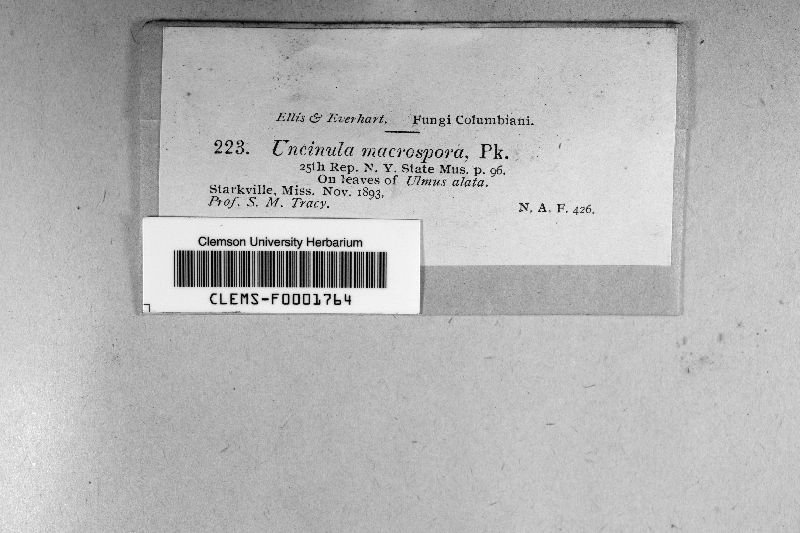 Ellis & Everhart. Fungi Columbiani.
223. Uncinula macrospora, Pk.
25th Rep. N. Y. State Mus. p. 96.
On leaves of Ulmus alata.
Starkville, Miss. Nov. 1893.
Prof. S. M. Tracy.
N. A. F. 426.
Clemson University Herbarium
CLEMS-F0001764